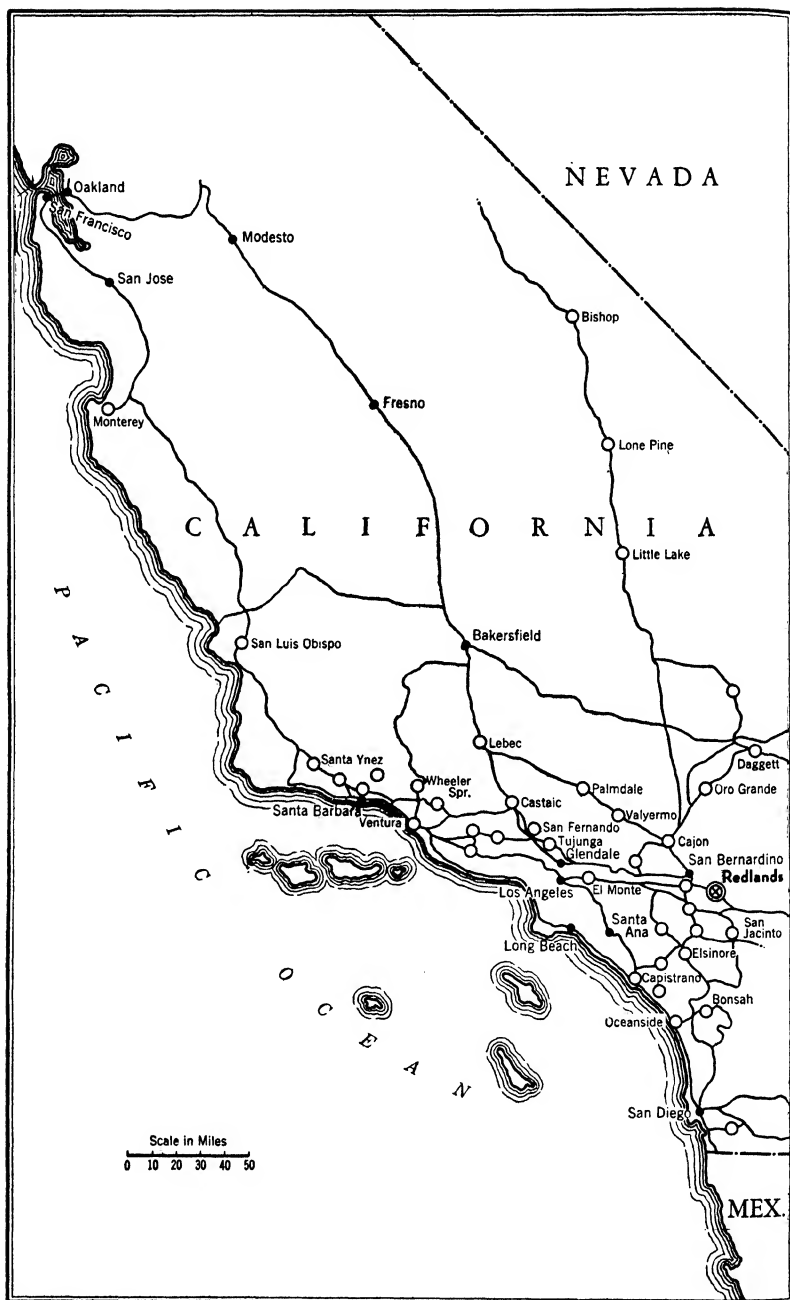 NEVADA
Oakland
San Francisco
Modesto
San Jose
Bishop
Fresno
Monterey
Lone Pine
CALIFORNIA
Little Lake
PACIFIC
San Luis Obispo
Bakersfield
Lebec
Daggett
Santa Ynez
Wheeler
Spr.
Castaic
Palmdale
Oro Grande
Santa Barbara
Ventura
San Fernando
Valyermo
Tujunga
Cajon
Glendale
San Bernardino
Redlands
Los Angeles
El Monte
Santa
Ana
San
Jacinto
Long Beach
Elsinore
Capistrano
OCEAN
Bonsah
Oceanside
San Diego
Scale in Miles
0 10 20 30 40 50
MEX.